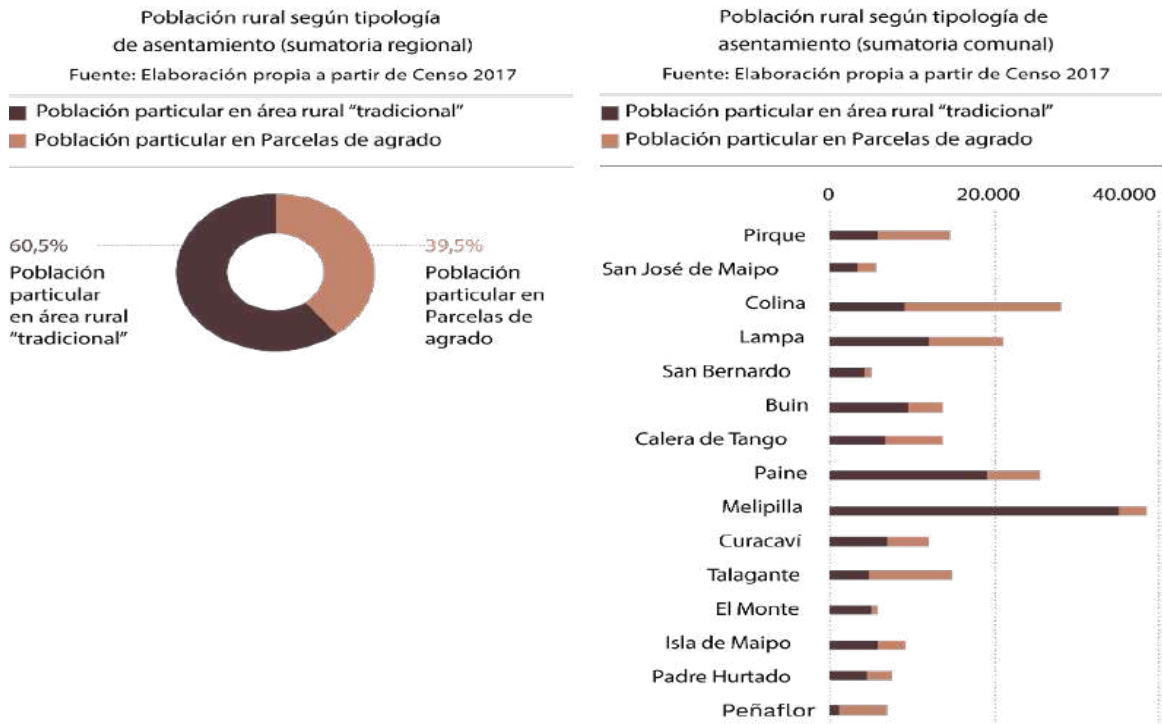 Población rural según tipología
de asentamiento (sumatoria regional)
Fuente: Elaboración propia a partir de Censo 2017
Población particular en área rural “tradicional”
Población particular en Parcelas de agrado
60,5%
Población
particular
en área rural
“tradicional”
39,5%
Población
particular en
Parcelas de
agrado
Población rural según tipología de
asentamiento (sumatoria comunal)
Fuente: Elaboración propia a partir de Censo 2017
Población particular en área rural “tradicional”
Población particular en Parcelas de agrado
0 20.000 40.000
Pirque
San José de Maipo
Colina
Lampa
San Bernardo
Buin
Calera de Tango
Paine
Melipilla
Curacaví
Talagante
El Monte
Isla de Maipo
Padre Hurtado
Peñaflor